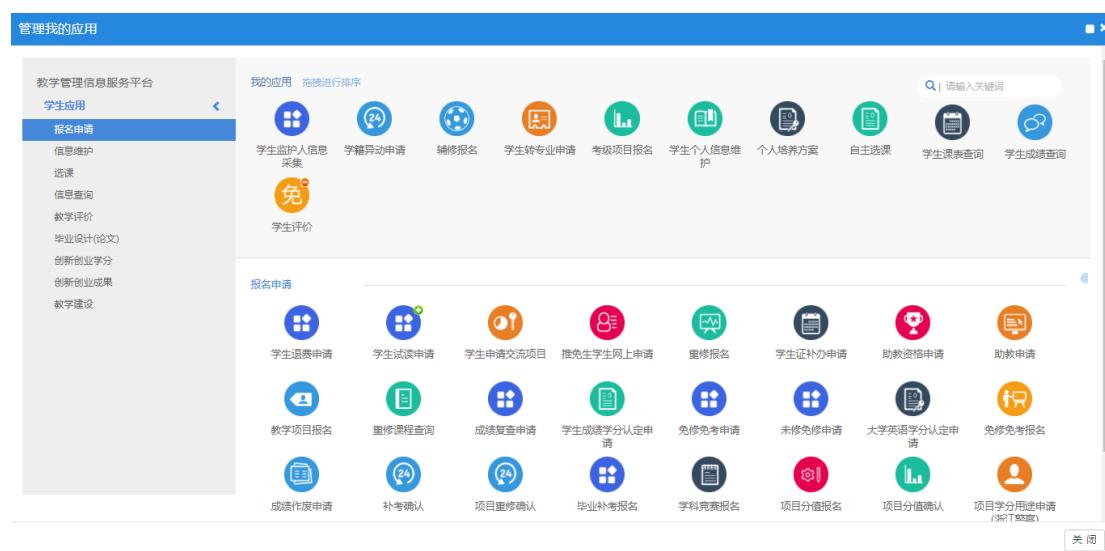 管理我的应用
教学管理信息服务平台
学生应用
报名申请
信息维护
选课
信息查询
教学评价
毕业设计(论文)
创新创业学分
创新创业成果
教学建设
我的应用 拖拽进行排序
请输入关键词
学生监护人信息 学籍异动申请 辅修报名 学生转专业申请 考级项目报名 学生个人信息维 个人培养方案 自主选课 学生课表查询 学生成绩查询
采集 护
免
学生评价
报名申请
学生退费申请 学生试读申请 学生申请交流项目 推免生学生网上申请 重修报名 学生证补办申请 助教资格申请 助教申请
教学项目报名 重修课程查询 成绩复查申请 学生成绩学分认定申 免修免考申请 未修免修申请 大学英语学分认定申 免修免考报名
请 请
24 24
成绩作废申请 补考确认 项目重修确认 毕业补考报名 学科竞赛报名 项目分值报名 项目分值确认 项目学分用途申请
(浙江警察)
关闭